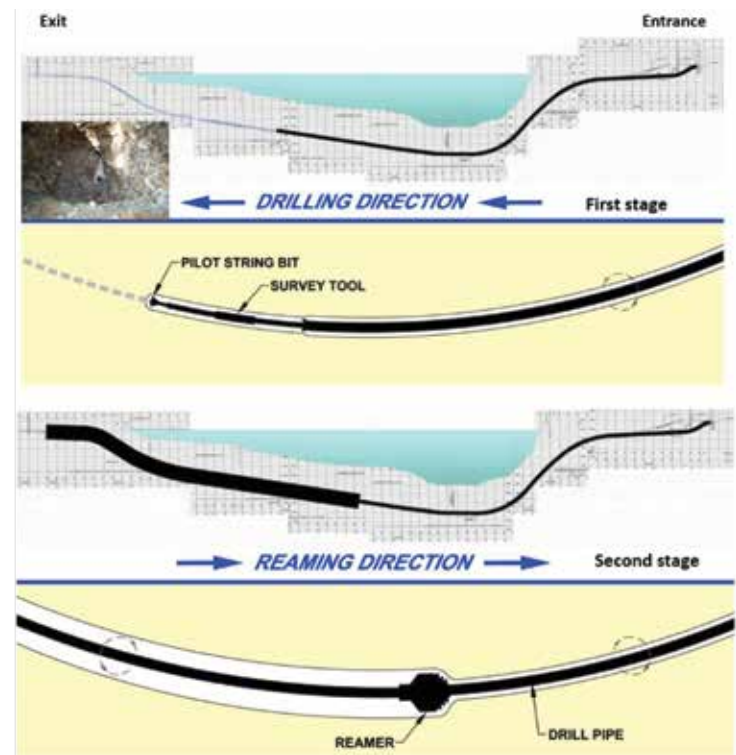 Exit
Entrance
DRILLING DIRECTION
First stage
PILOT STRING BIT
SURVEY TOOL
REAMING DIRECTION
Second stage
REAMER
DRILL PIPE